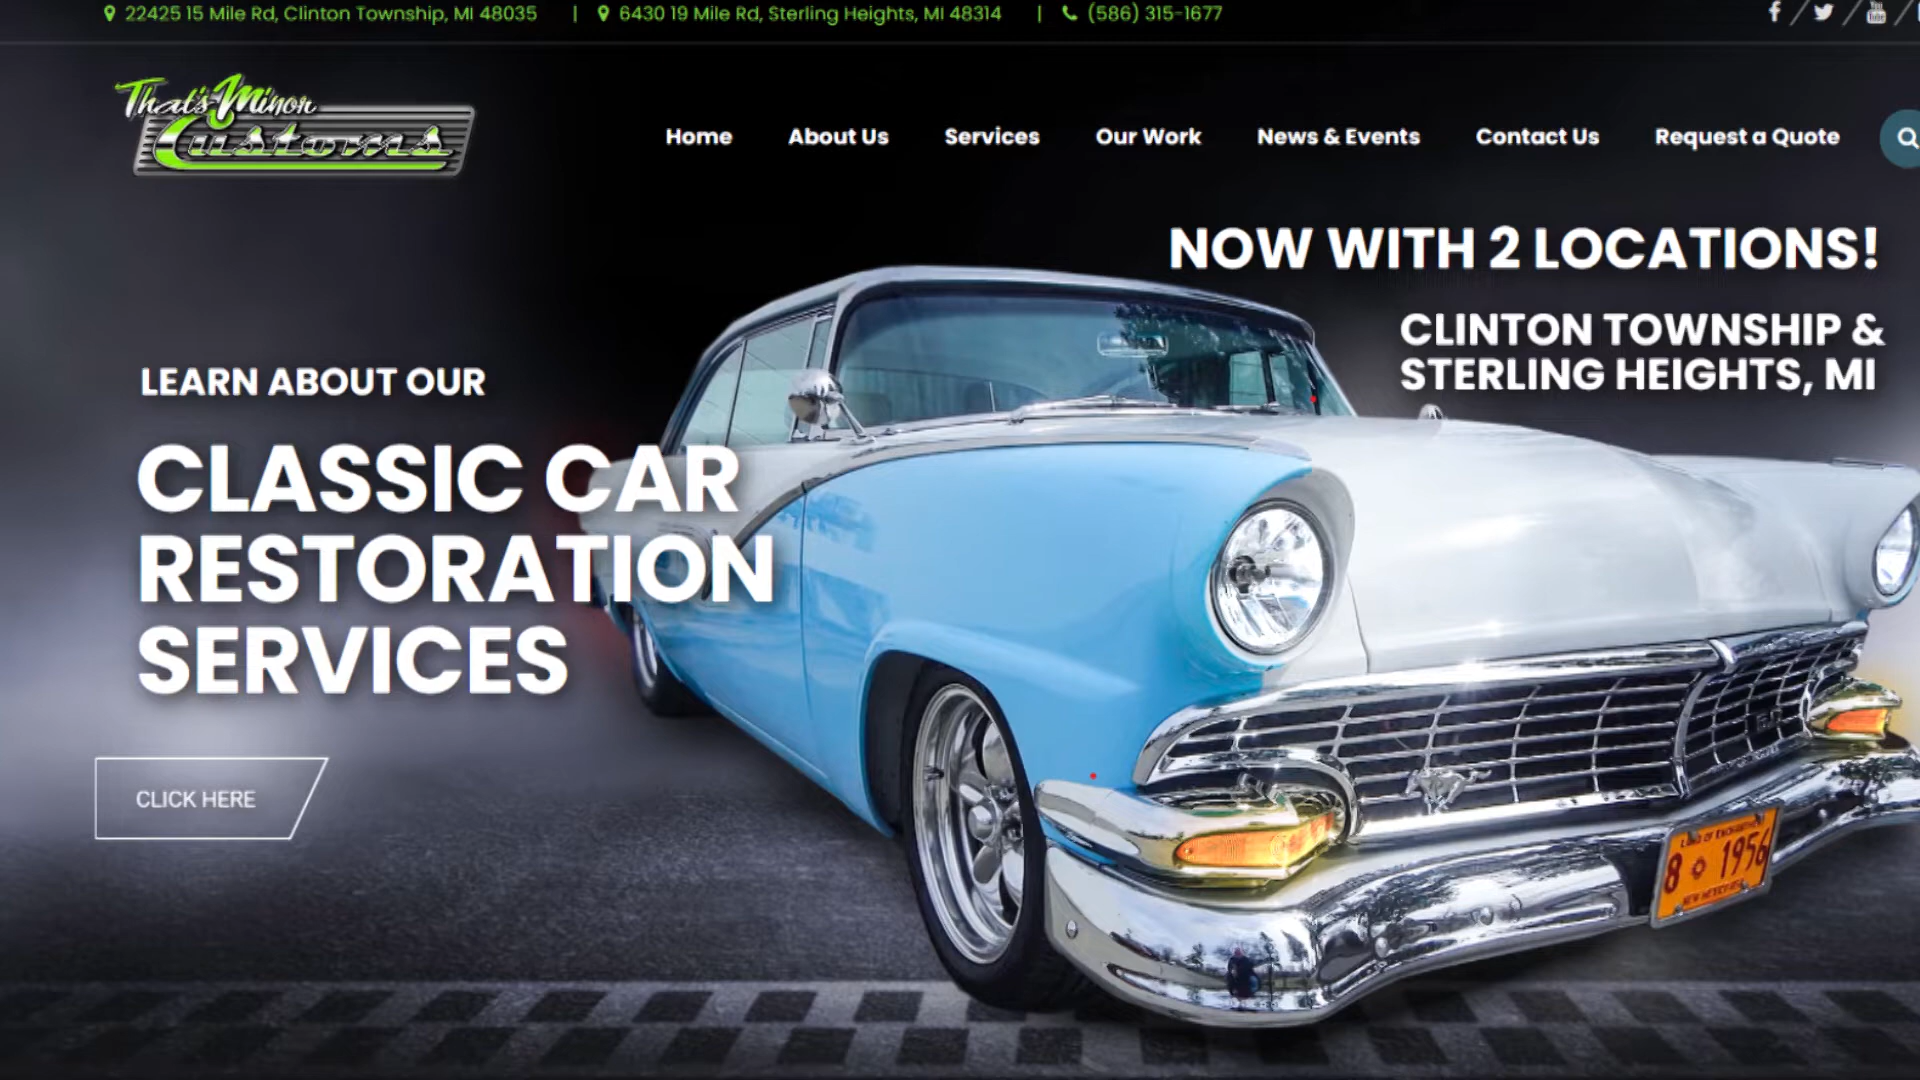 22425 15 Mile Rd, Clinton Township, MI 48035 | 6430 19 Mile Rd, Sterling Heights, MI 48314 | (586) 315-1677
That's Minor
Customs
Home About Us Services Our Work News & Events Contact Us Request a Quote
NOW WITH 2 LOCATIONS!
CLINTON TOWNSHIP &
STERLING HEIGHTS, MI
LEARN ABOUT OUR
CLASSIC CAR
RESTORATION
SERVICES
CLICK HERE
8 1956